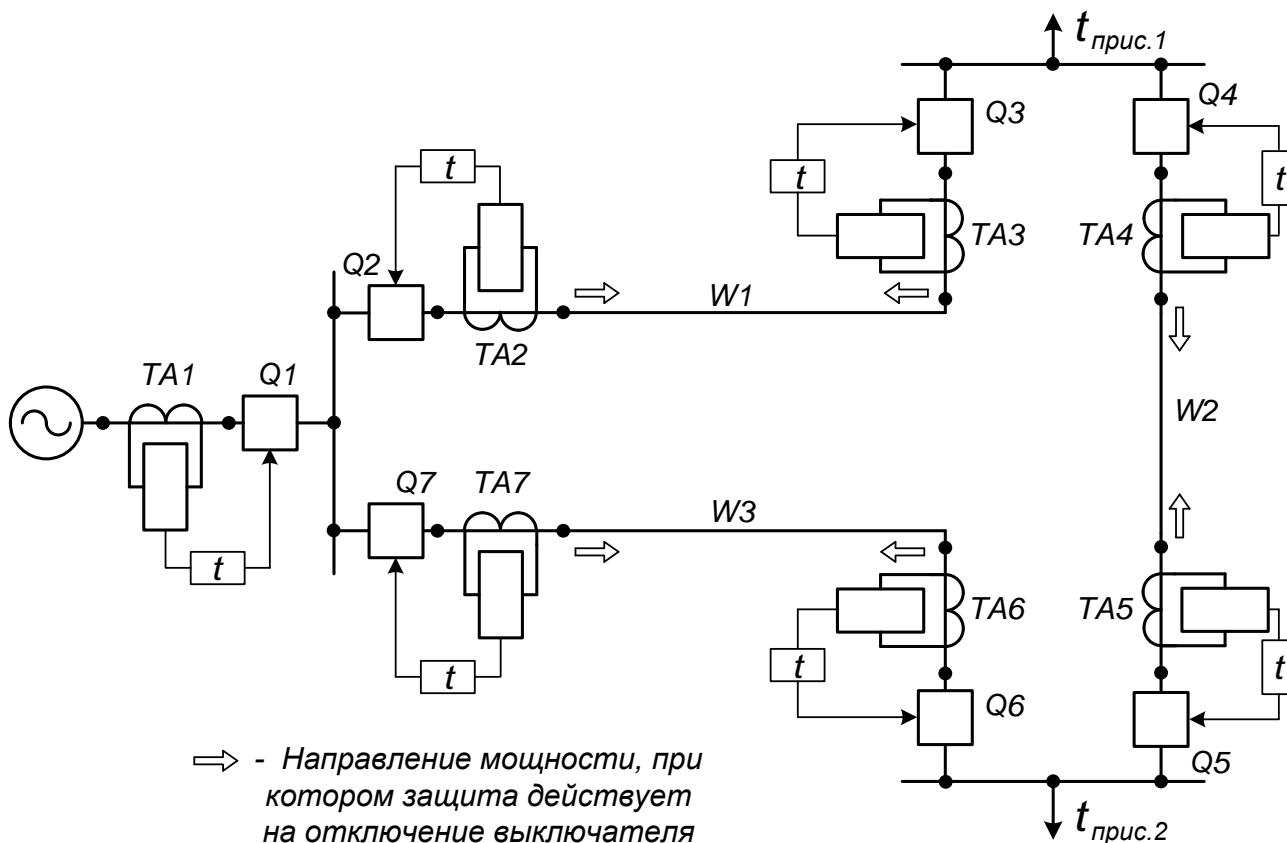 t прис.1
Q3
Q4
t
t
t
Q2
TA3
TA4
W1
TA2
TA1
Q1
W2
Q7
TA7
W3
t
TA6
TA5
t
t
t
Q6
Q5
- Направление мощности, при
котором защита действует
на отключение выключателя
t прис.2